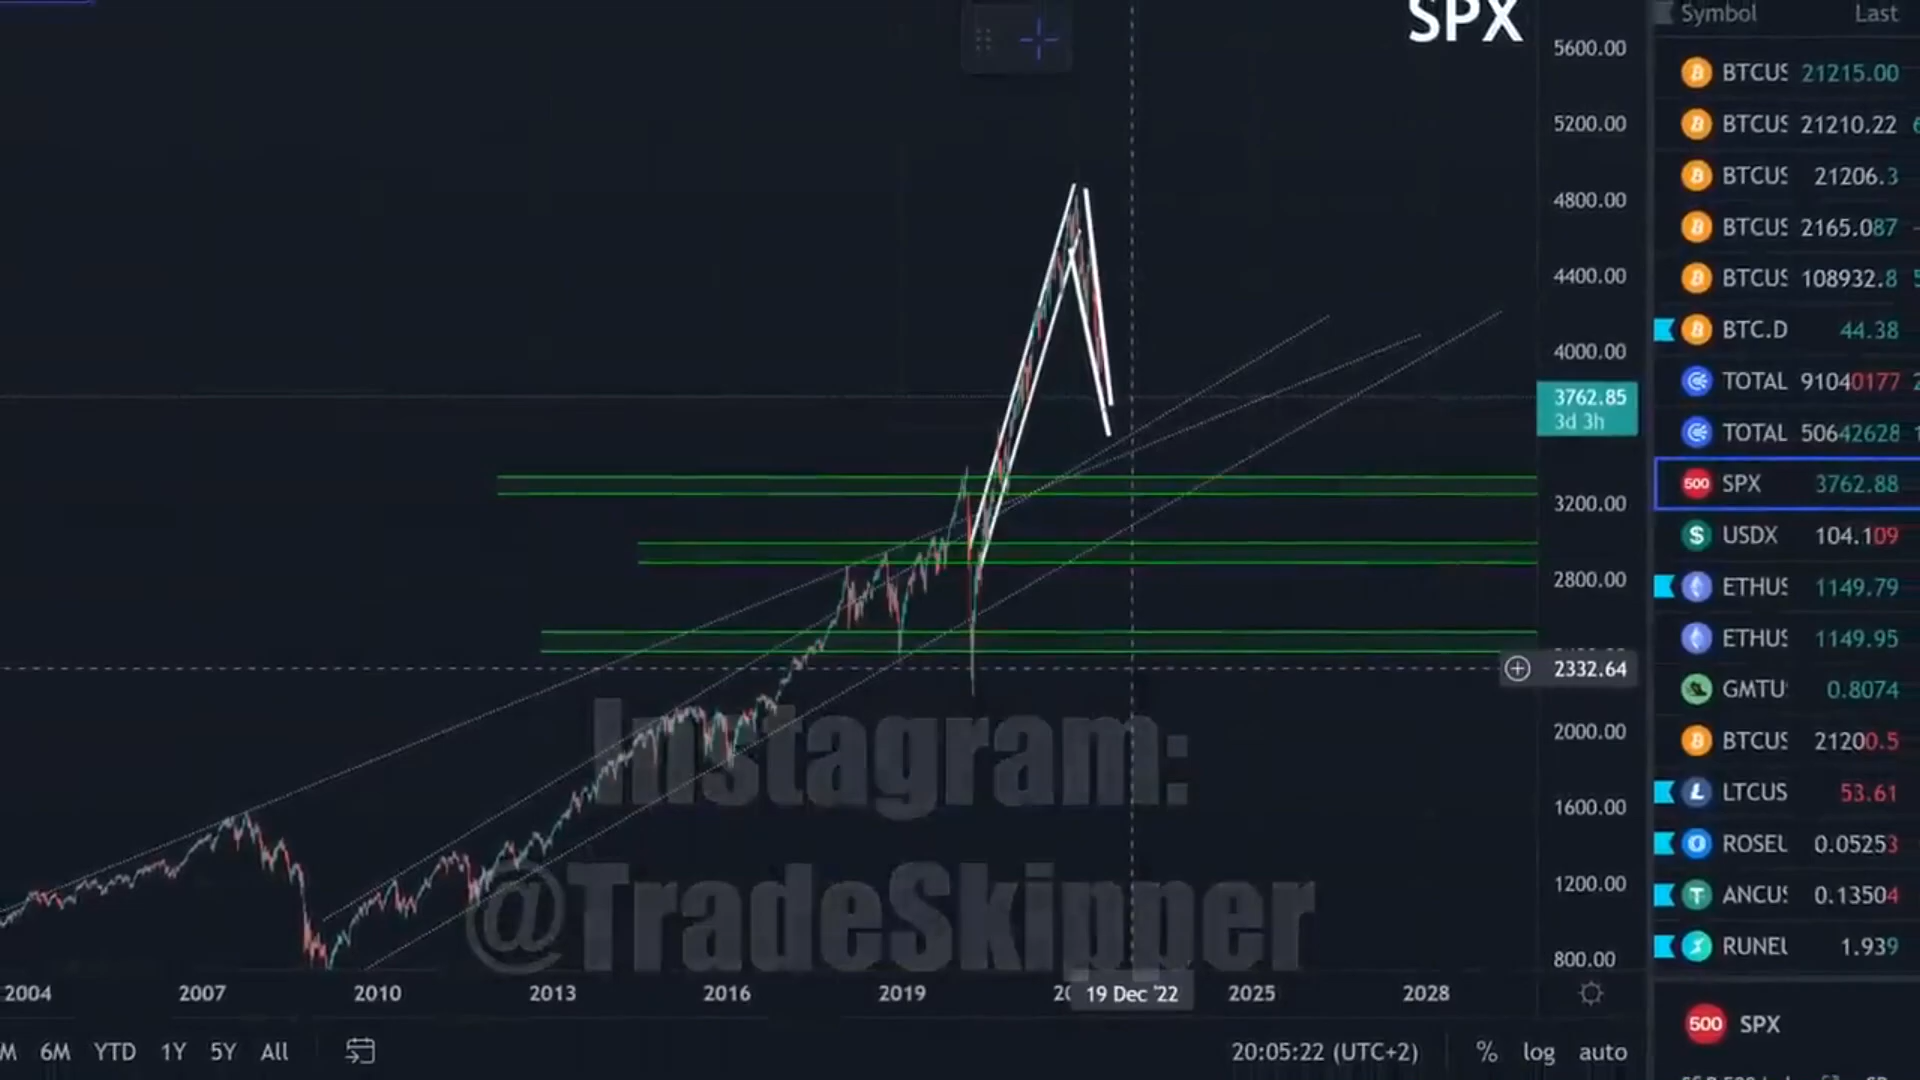 SPX
Symbol Last
5600.00
5200.00
4800.00
4400.00
4000.00
3762.85
3d 3h
3200.00
2800.00
2332.64
2000.00
1600.00
1200.00
800.00
BTCUS 21215.00
BTCUS 21210.22
BTCUS 21206.3
BTCUS 2165.087
BTCUS 108932.8
BTC.D 44.38
TOTAL 91040177
TOTAL 50642628
500 SPX 3762.88
USDX 104.109
ETHUS 1149.79
ETHUS 1149.95
GMTU 0.8074
BTCUS 21200.5
LTCUS 53.61
ROSEU 0.05253
ANCUS 0.13504
RUNEU 1.939
Instagram:
@TradeSkipper
2004 2007 2010 2013 2016 2019 19 Dec '22 2025 2028
500 SPX
M 6M YTD 1Y 5Y All 20:05:22 (UTC+2) % log auto